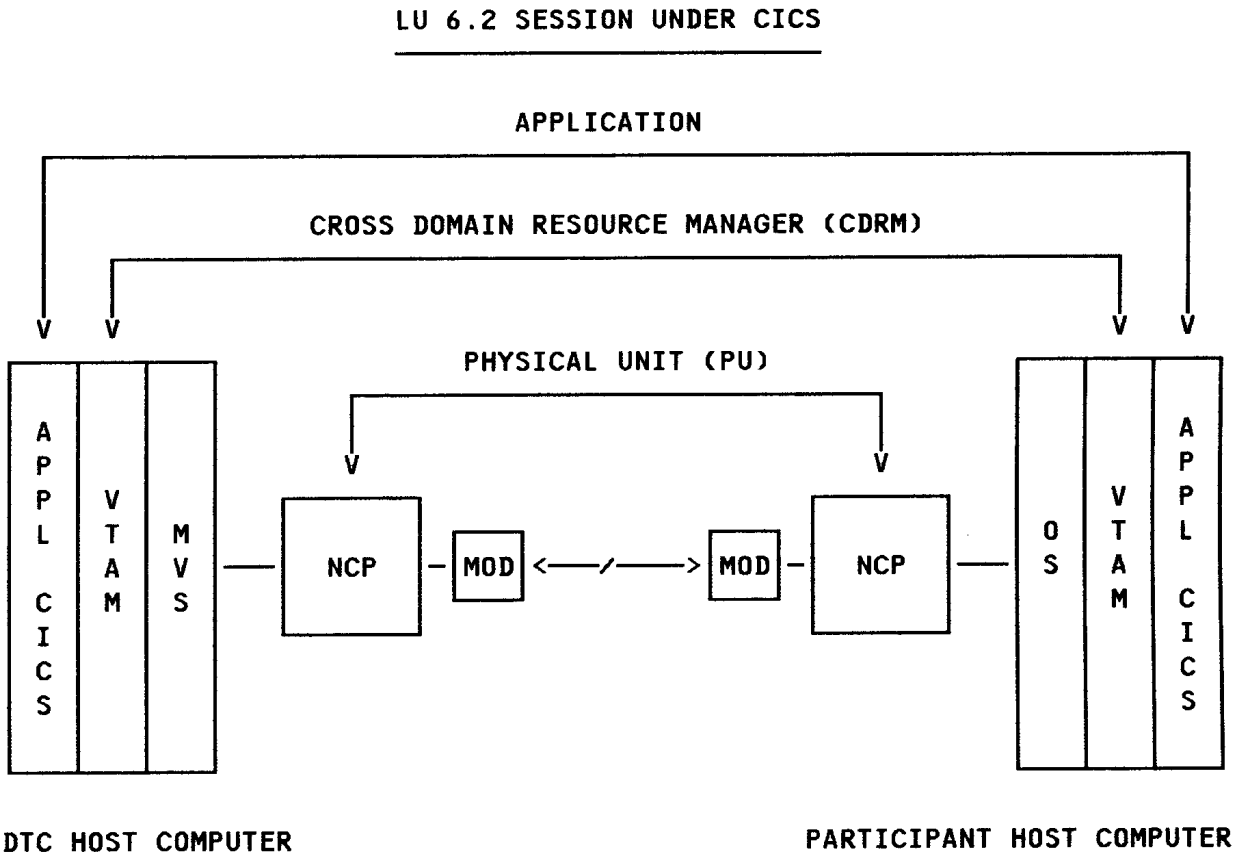 LU 6.2 SESSION UNDER CICS
APPLICATION
CROSS DOMAIN RESOURCE MANAGER (CDRM)
PHYSICAL UNIT (PU)
APPL CICS
VTAM
MVS
NCP
MOD
MOD
NCP
OS
VTAM
APPL CICS
DTC HOST COMPUTER
PARTICIPANT HOST COMPUTER